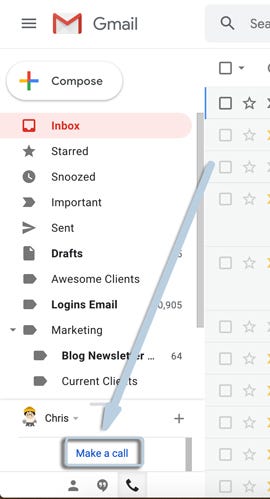 Gmail
Sea
Compose
Inbox
Starred
Snoozed
Important
Sent
Drafts
Awesome Clients
Logins Email 0,905
Marketing
Blog Newsletter ... 64
Current Clients
Chris
Make a call